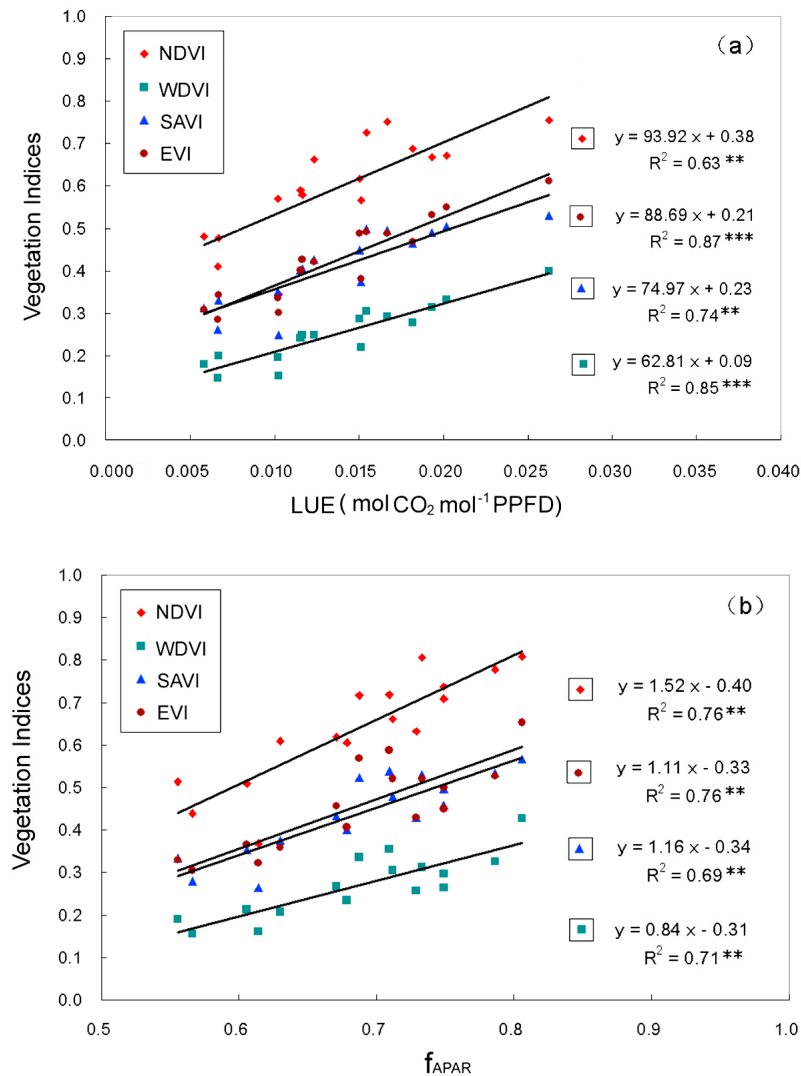 1.0
0.9
0.8
0.7
0.6
0.5
0.4
0.3
0.2
0.1
0.0
Vegetation Indices
NDVI
WDVI
SAVI
EVI
(a)
y = 93.92 x + 0.38
R² = 0.63 **
y = 88.69 x + 0.21
R² = 0.87 ***
y = 74.97 x + 0.23
R² = 0.74 **
y = 62.81 x + 0.09
R² = 0.85 ***
0.000 0.005 0.010 0.015 0.020 0.025 0.030 0.035 0.040
LUE ( mol CO₂ mol⁻¹ PPFD)
1.0
0.9
0.8
0.7
0.6
0.5
0.4
0.3
0.2
0.1
0.0
Vegetation Indices
NDVI
WDVI
SAVI
EVI
(b)
y = 1.52 x - 0.40
R² = 0.76 **
y = 1.11 x - 0.33
R² = 0.76 **
y = 1.16 x - 0.34
R² = 0.69 **
y = 0.84 x - 0.31
R² = 0.71 **
0.5 0.6 0.7 0.8 0.9 1.0
fAPAR